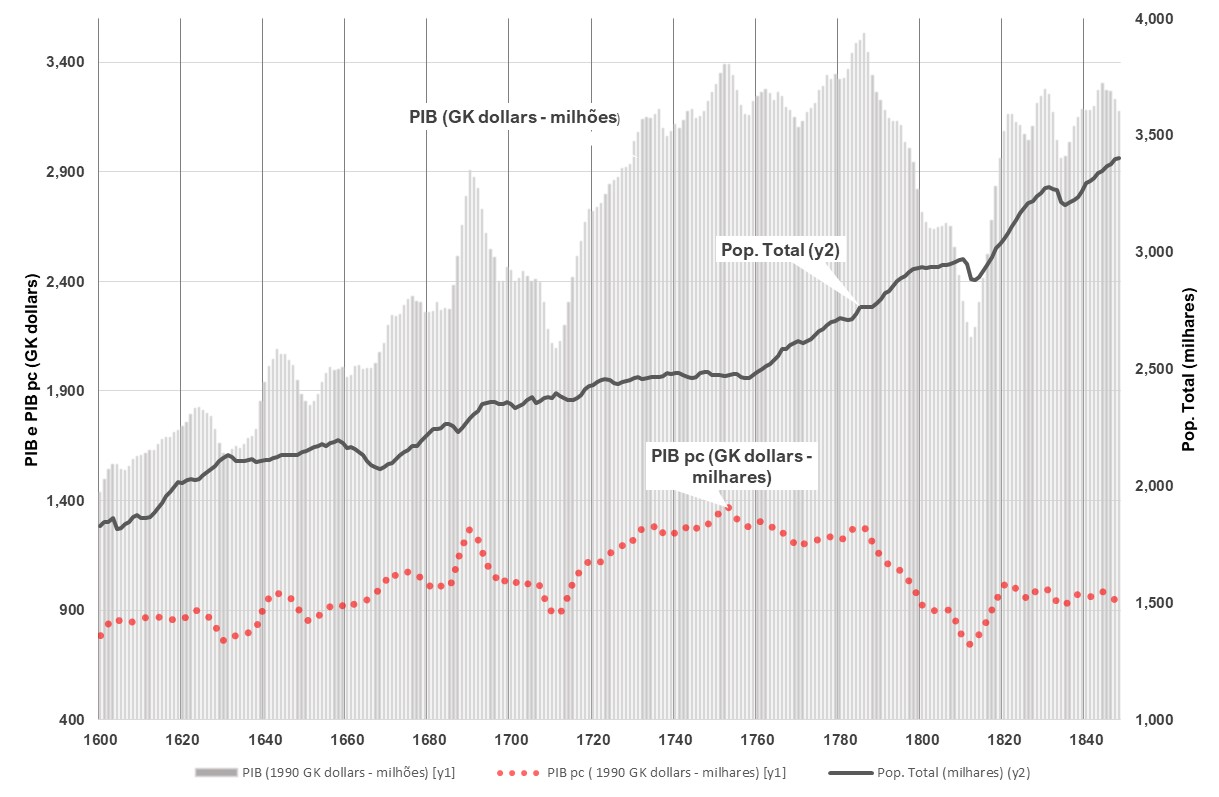 4,000
3,400
PIB (GK dollars - milhões)
3,500
2,900
Pop. Total (y2)
3,000
2,400
PIB e PIB pc (GK dollars)
Pop. Total (milhares)
2,500
1,900
PIB pc (GK dollars -
milhares)
2,000
1,400
900
1,500
400
1,000
1600 1620 1640 1660 1680 1700 1720 1740 1760 1780 1800 1820 1840
PIB (1990 GK dollars - milhões) [y1]
PIB pc ( 1990 GK dollars - milhares) [y1]
Pop. Total (milhares) (y2)